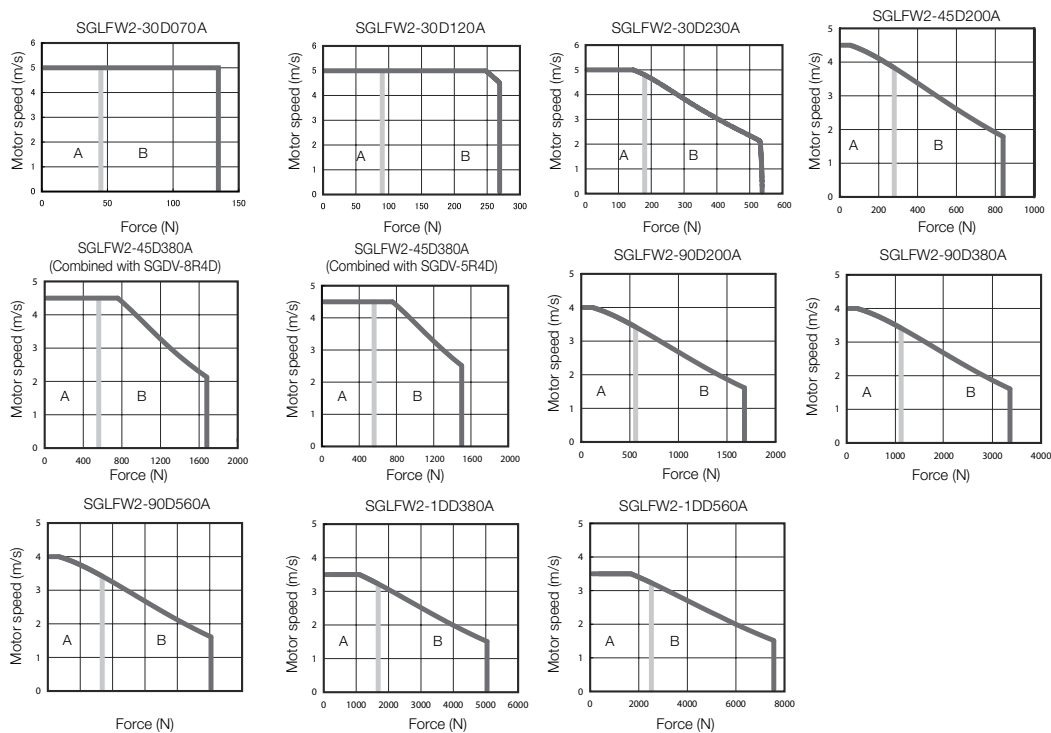 SGLFW2-30D070A
Motor speed (m/s)
6
5
4
3
2
1
0
A
B
0 50 100 150
Force (N)
SGLFW2-30D120A
Motor speed (m/s)
6
5
4
3
2
1
0
A
B
0 50 100 150 200 250 300
Force (N)
SGLFW2-30D230A
Motor speed (m/s)
6
5
4
3
2
1
0
A
B
0 100 200 300 400 500 600
Force (N)
SGLFW2-45D200A
Motor speed (m/s)
5
4
3
2
1
0
A
B
0 200 400 600 800 1000
Force (N)
SGLFW2-45D380A
(Combined with SGDV-8R4D)
Motor speed (m/s)
5
4
3
2
1
0
A
B
0 400 800 1200 1600 2000
Force (N)
SGLFW2-45D380A
(Combined with SGDV-5R4D)
Motor speed (m/s)
5
4
3
2
1
0
A
B
0 400 800 1200 1600 2000
Force (N)
SGLFW2-90D200A
Motor speed (m/s)
5
4
3
2
1
0
A
B
0 500 1000 1500 2000
Force (N)
SGLFW2-90D380A
Motor speed (m/s)
5
4
3
2
1
0
A
B
0 1000 2000 3000 4000
Force (N)
SGLFW2-90D560A
Motor speed (m/s)
5
4
3
2
1
0
A
B
Force (N)
SGLFW2-1DD380A
Motor speed (m/s)
5
4
3
2
1
0
A
B
0 1000 2000 3000 4000 5000 6000
Force (N)
SGLFW2-1DD560A
Motor speed (m/s)
5
4
3
2
1
0
A
B
0 2000 4000 6000 8000
Force (N)